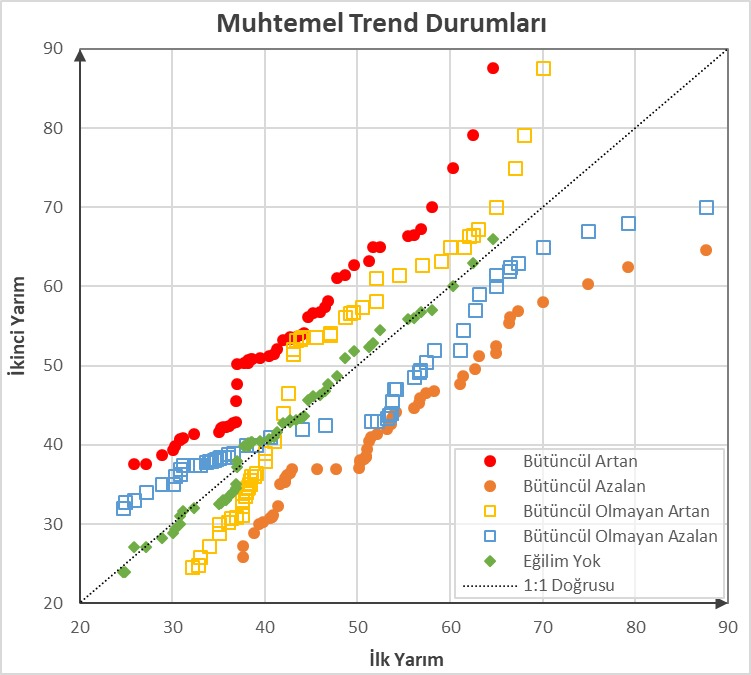 Muhtemel Trend Durumları
90
80
70
60
50
40
30
20
İkinci Yarım
Bütüncül Artan
Bütüncül Azalan
Bütüncül Olmayan Artan
Bütüncül Olmayan Azalan
Eğilim Yok
1:1 Doğrusu
20 30 40 50 60 70 80 90
İlk Yarım